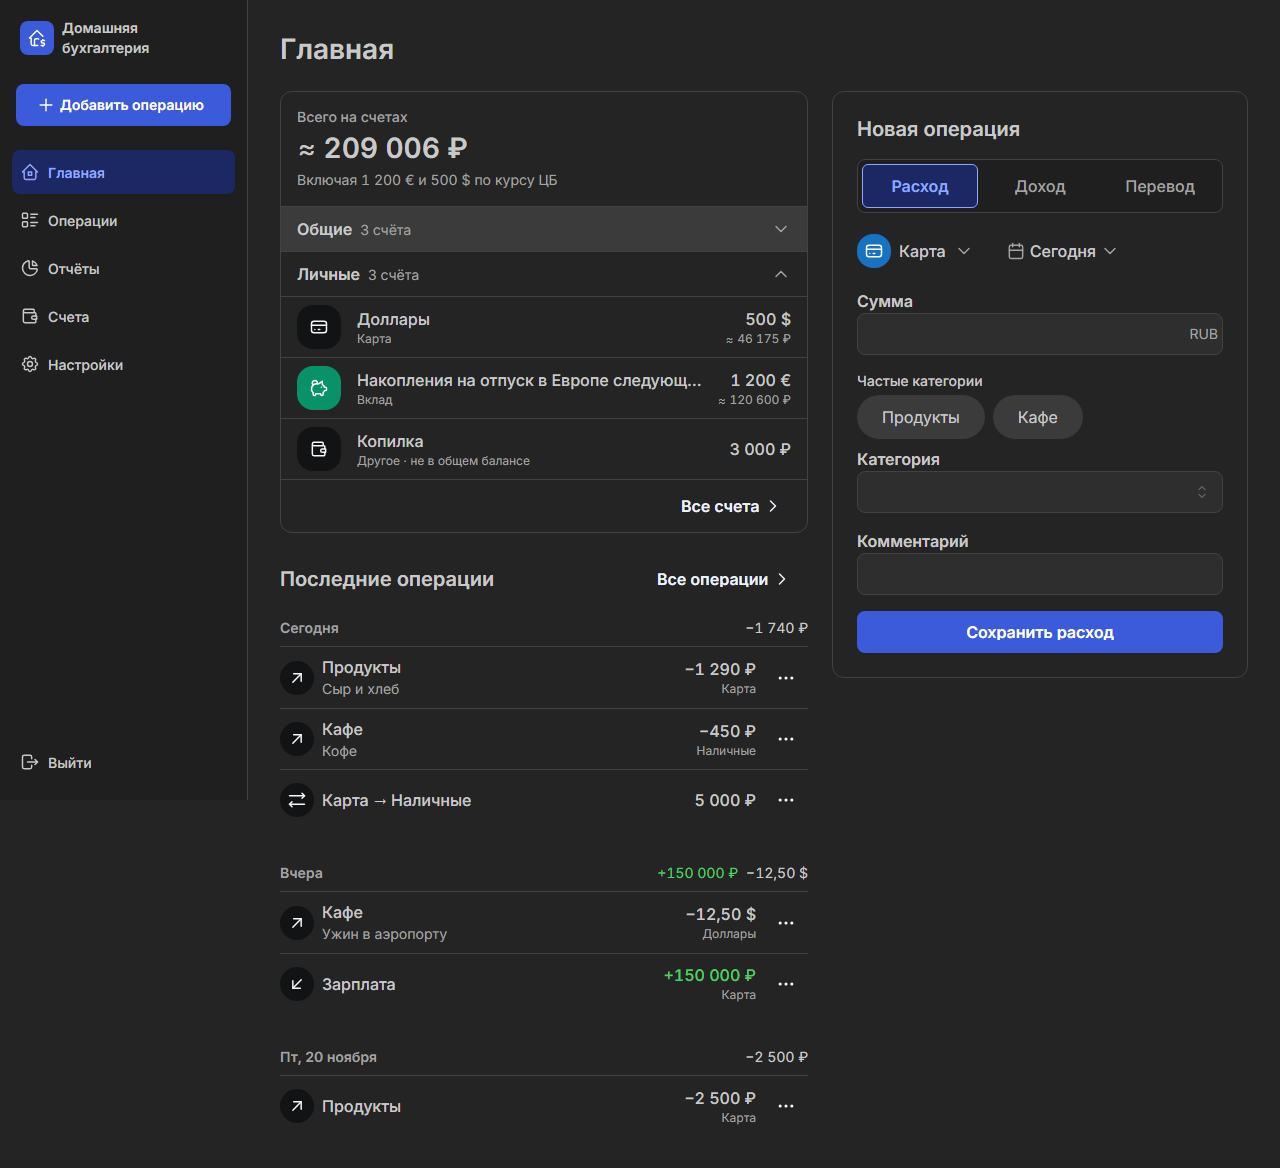 Домашняя
бухгалтерия
Добавить операцию
Главная
Операции
Отчёты
Счета
Настройки
Выйти
Главная
Всего на счетах
≈ 209 006 ₽
Включая 1 200 € и 500 $ по курсу ЦБ
Общие 3 счёта
Личные 3 счёта
Доллары 500 $
Карта ≈ 46 175 ₽
Накопления на отпуск в Европе следующ... 1 200 €
Вклад ≈ 120 600 ₽
Копилка 3 000 ₽
Другое · не в общем балансе
Все счета
Последние операции Все операции
Сегодня −1 740 ₽
Продукты −1 290 ₽
Сыр и хлеб Карта
Кафе −450 ₽
Кофе Наличные
Карта → Наличные 5 000 ₽
Вчера +150 000 ₽ −12,50 $
Кафе −12,50 $
Ужин в аэропорту Доллары
Зарплата +150 000 ₽
Карта
Пт, 20 ноября −2 500 ₽
Продукты −2 500 ₽
Карта
Новая операция
Расход Доход Перевод
Карта Сегодня
Сумма
RUB
Частые категории
Продукты Кафе
Категория
Комментарий
Сохранить расход